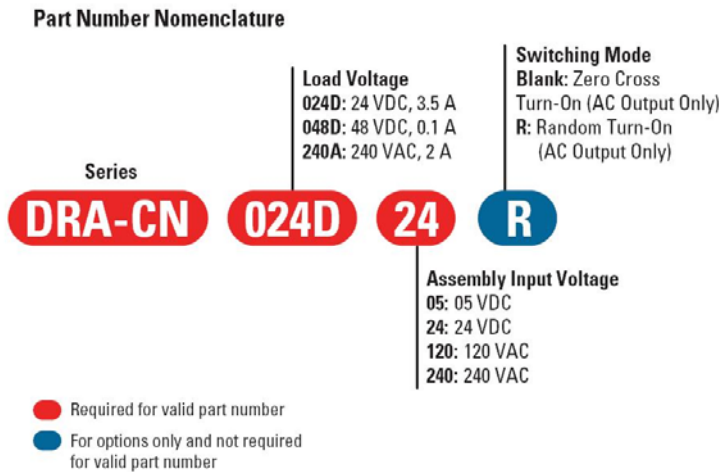 Part Number Nomenclature
Load Voltage
024D: 24 VDC, 3.5 A
048D: 48 VDC, 0.1 A
240A: 240 VAC, 2 A
Switching Mode
Blank: Zero Cross
Turn-On (AC Output Only)
R: Random Turn-On
(AC Output Only)
Series
DRA-CN 024D 24 R
Assembly Input Voltage
05: 05 VDC
24: 24 VDC
120: 120 VAC
240: 240 VAC
Required for valid part number
For options only and not required
for valid part number